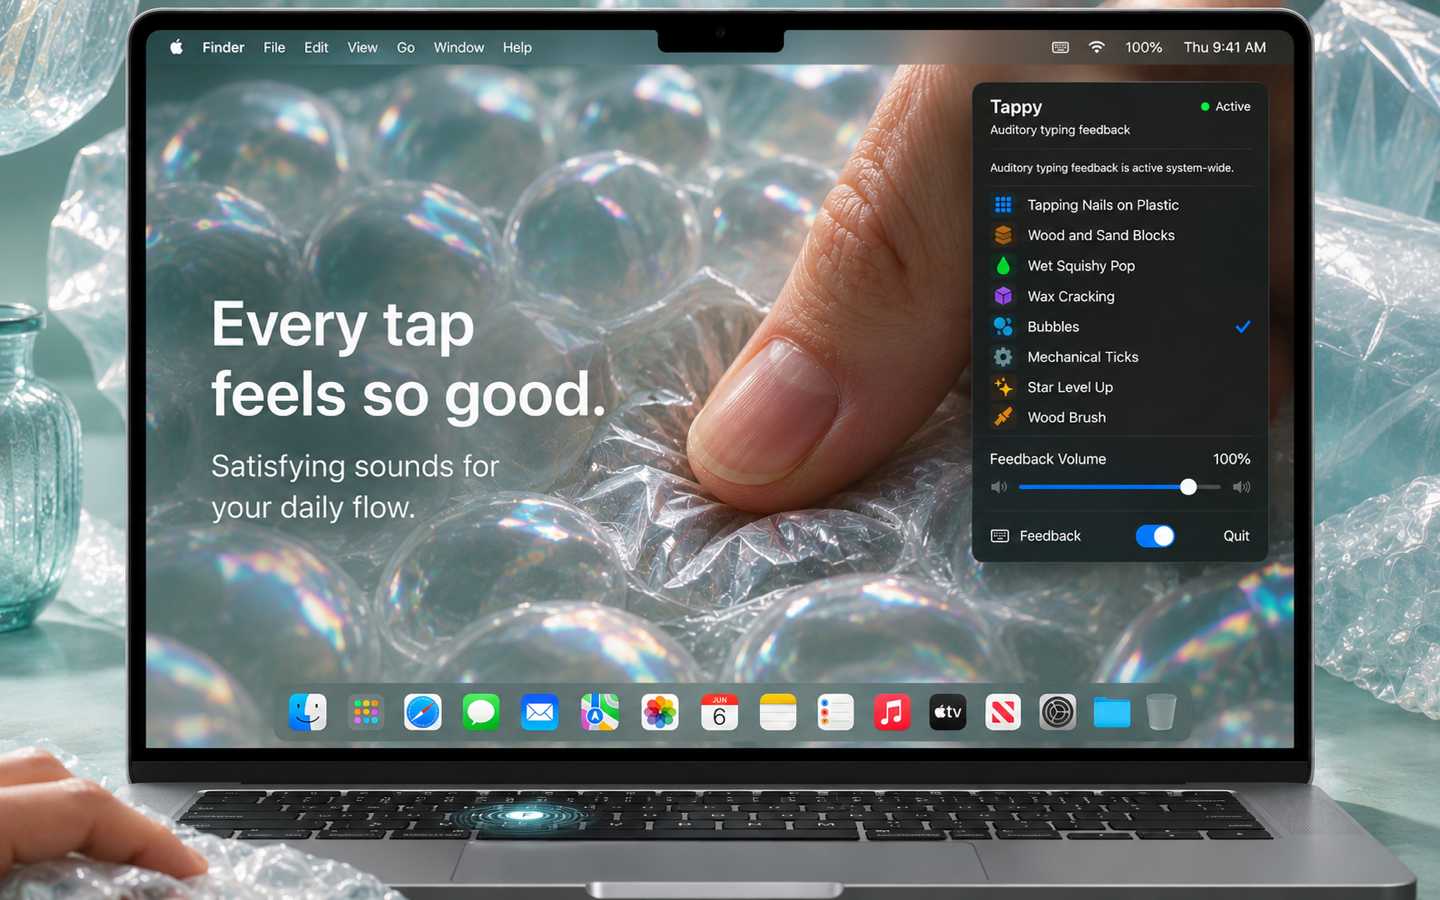 Finder File Edit View Go Window Help
100% Thu 9:41 AM
Tappy
Active
Auditory typing feedback
Auditory typing feedback is active system-wide.
Tapping Nails on Plastic
Wood and Sand Blocks
Wet Squishy Pop
Wax Cracking
Bubbles
Mechanical Ticks
Star Level Up
Wood Brush
Feedback Volume 100%
Feedback
Quit
Every tap
feels so good.
Satisfying sounds for
your daily flow.
JUN
6
tv
F